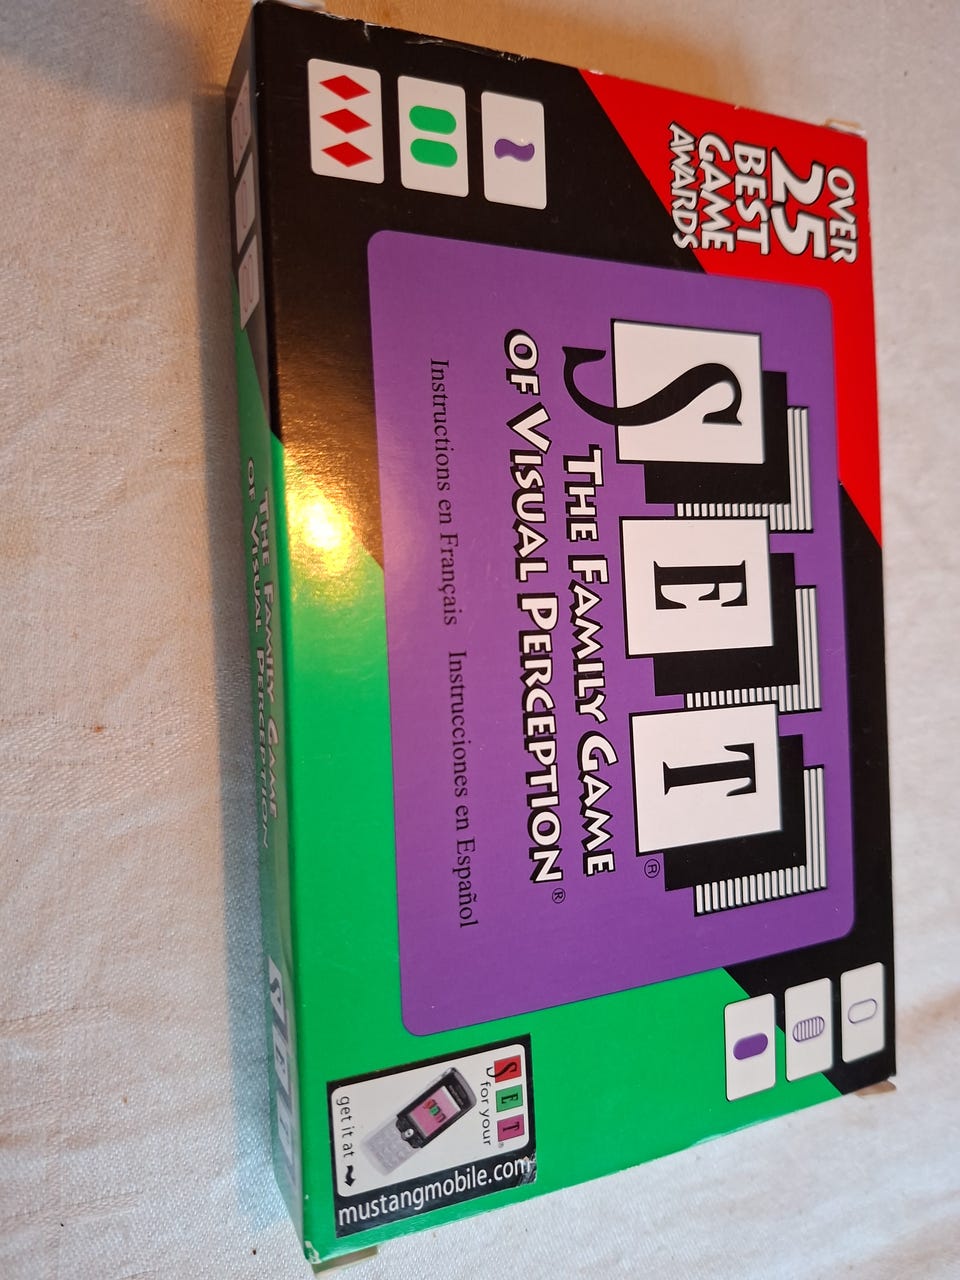 OVER
25
BEST
GAME
AWARDS
SET®
THE FAMILY GAME
OF VISUAL PERCEPTION®
Instructions en Français Instrucciones en Español
SET®
for your
get it at
mustangmobile.com
THE FAMILY GAME
OF VISUAL PERCEPTION
SET